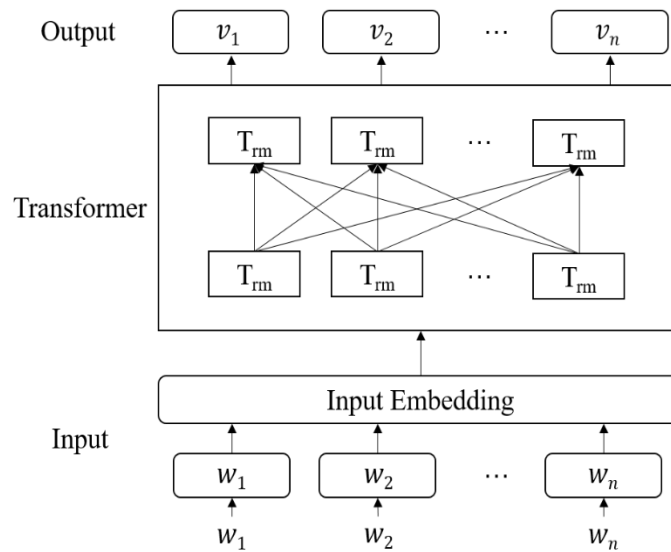 Output v₁ v₂ ⋯ vₙ
Tᵣₘ Tᵣₘ ⋯ Tᵣₘ
Transformer
Tᵣₘ Tᵣₘ ⋯ Tᵣₘ
Input Embedding
Input
w₁ w₂ ⋯ wₙ
w₁ w₂ wₙ